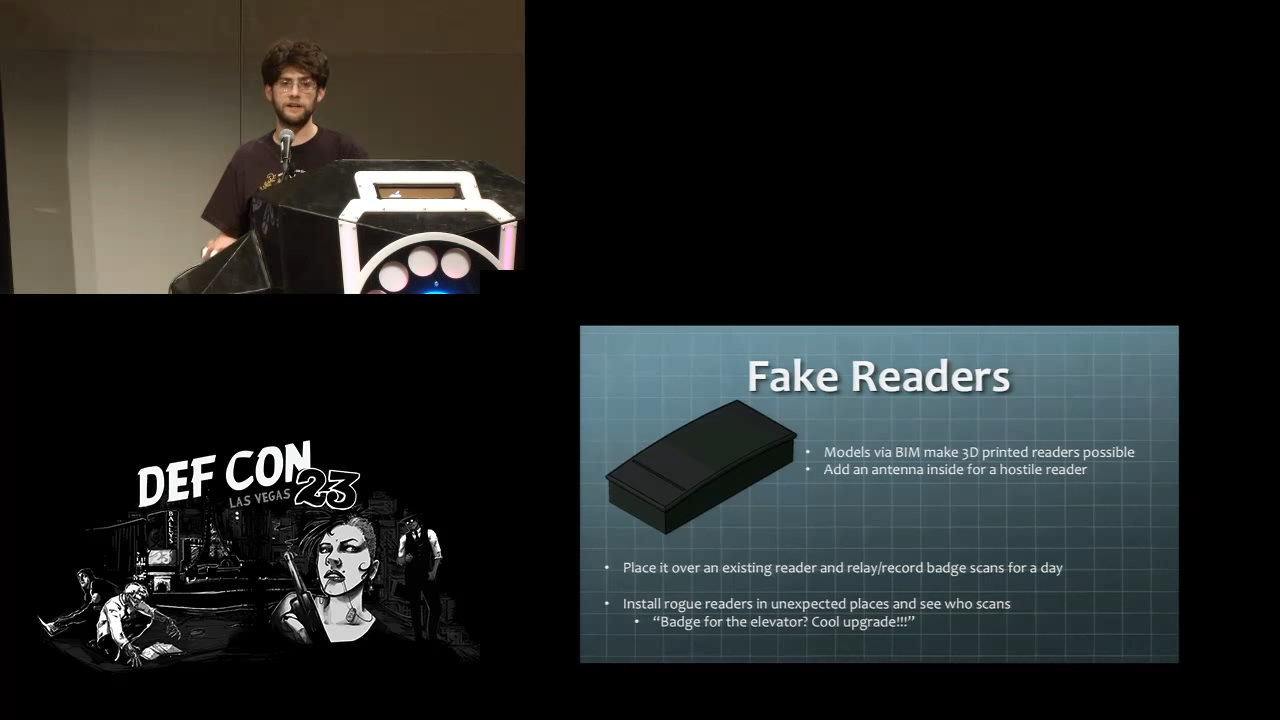 DEF CON
LAS VEGAS 23
BALLYS
Fake Readers
• Models via BIM make 3D printed readers possible
• Add an antenna inside for a hostile reader
• Place it over an existing reader and relay/record badge scans for a day
• Install rogue readers in unexpected places and see who scans
• “Badge for the elevator? Cool upgrade!!!”